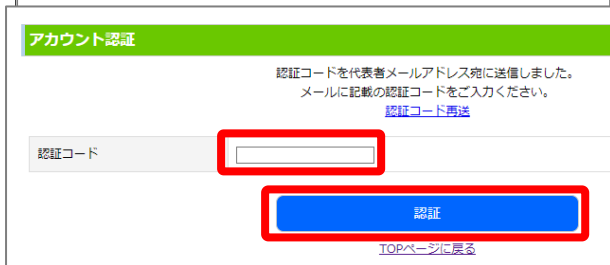 アカウント認証
認証コードを代表者メールアドレス宛に送信しました。
メールに記載の認証コードをご入力ください。
認証コード再送
認証コード
認証
TOPページに戻る